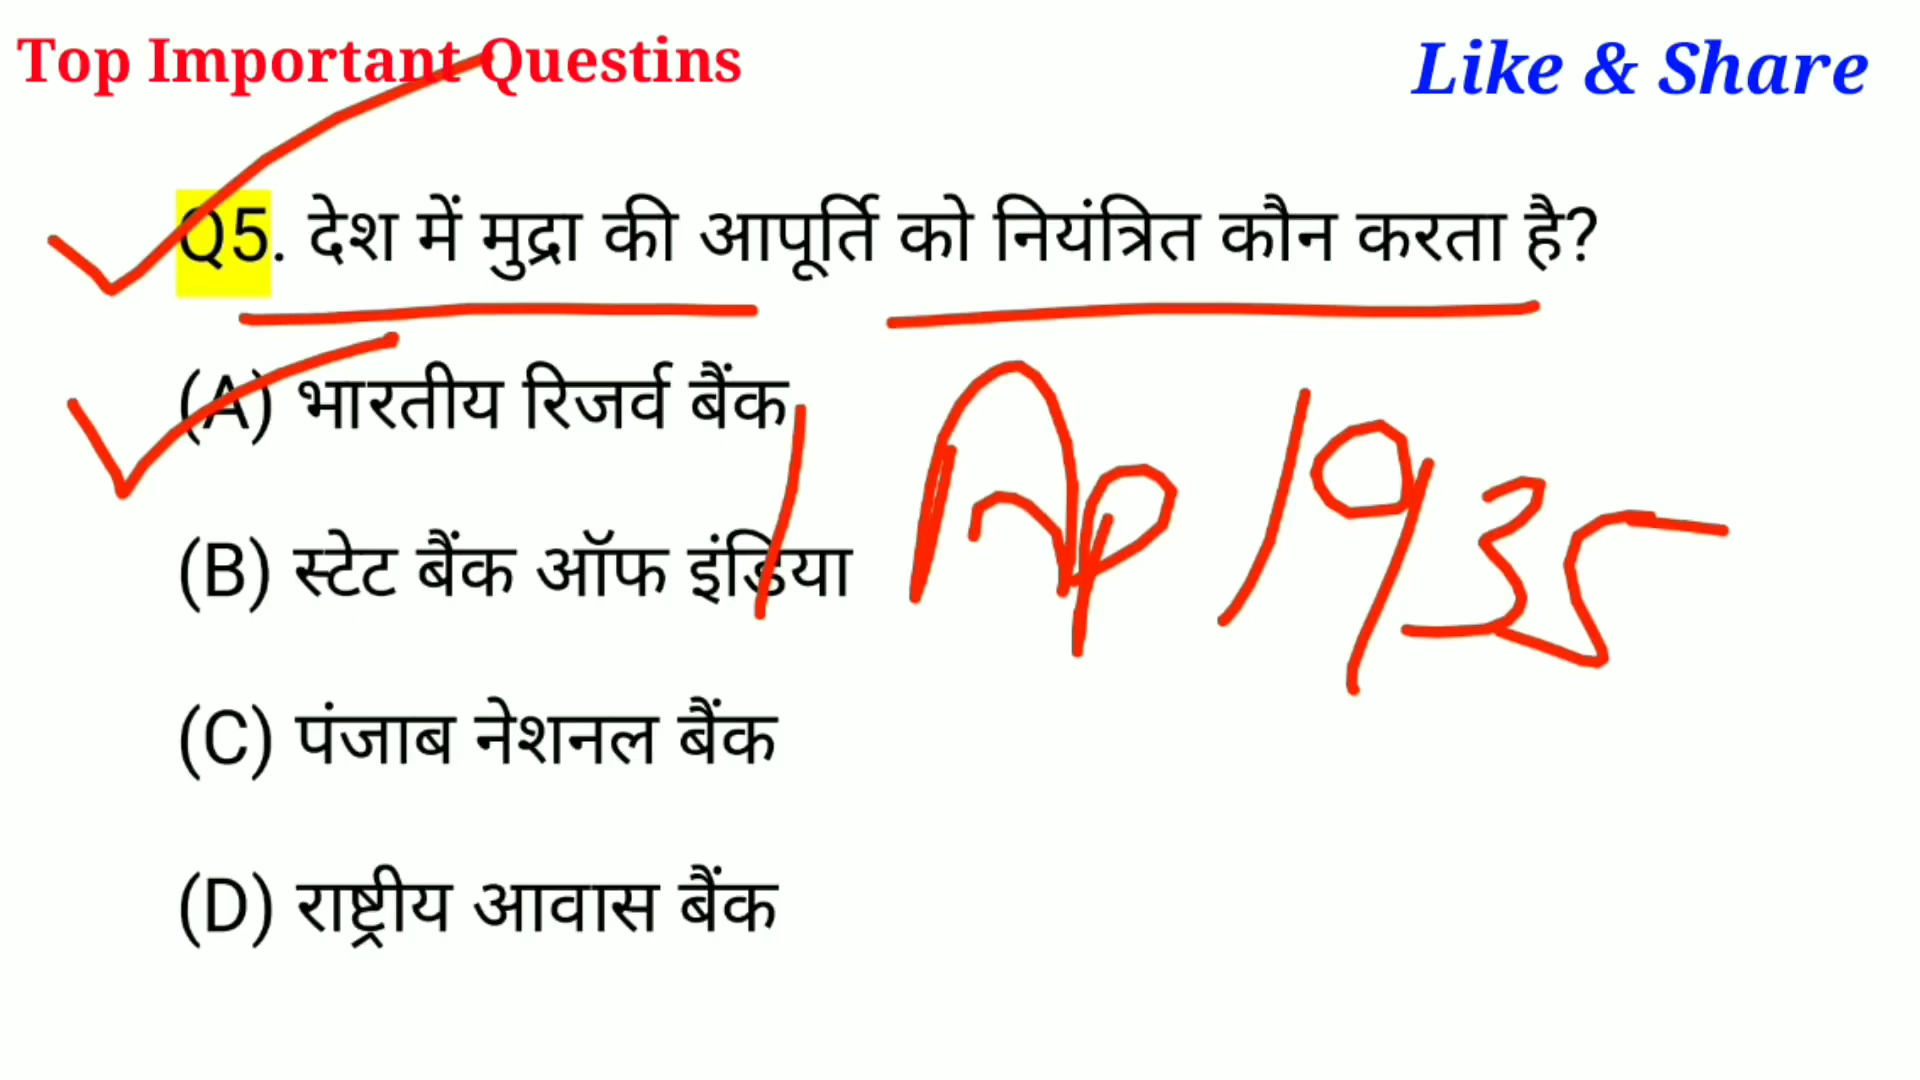 Top Important Questins
Like & Share
Q5. देश में मुद्रा की आपूर्ति को नियंत्रित कौन करता है?
(A) भारतीय रिजर्व बैंक
(B) स्टेट बैंक ऑफ इंडिया
1 Ap 1935
(C) पंजाब नेशनल बैंक
(D) राष्ट्रीय आवास बैंक